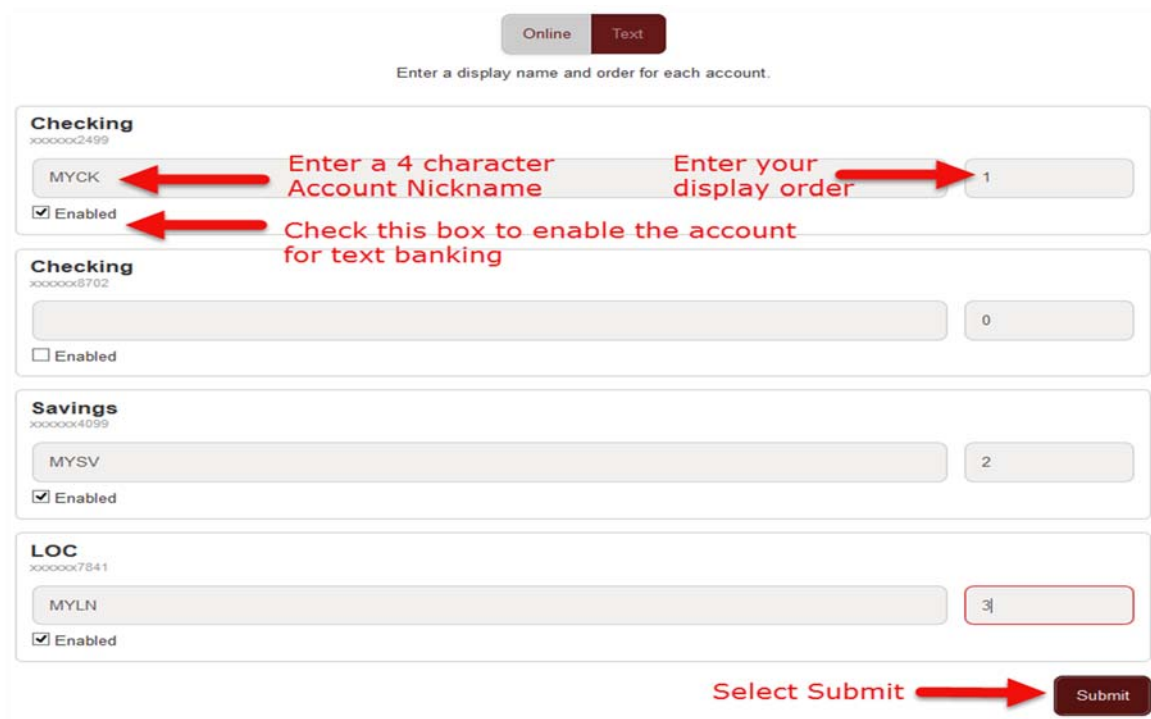 Online Text
Enter a display name and order for each account.
Checking
xxxxxx2499
MYCK
Enter a 4 character
Account Nickname
Enter your
display order
1
Enabled
Check this box to enable the account
for text banking
Checking
xxxxxx8702
0
Enabled
Savings
xxxxxx4099
MYSV
2
Enabled
LOC
xxxxxx7841
MYLN
3
Enabled
Select Submit
Submit